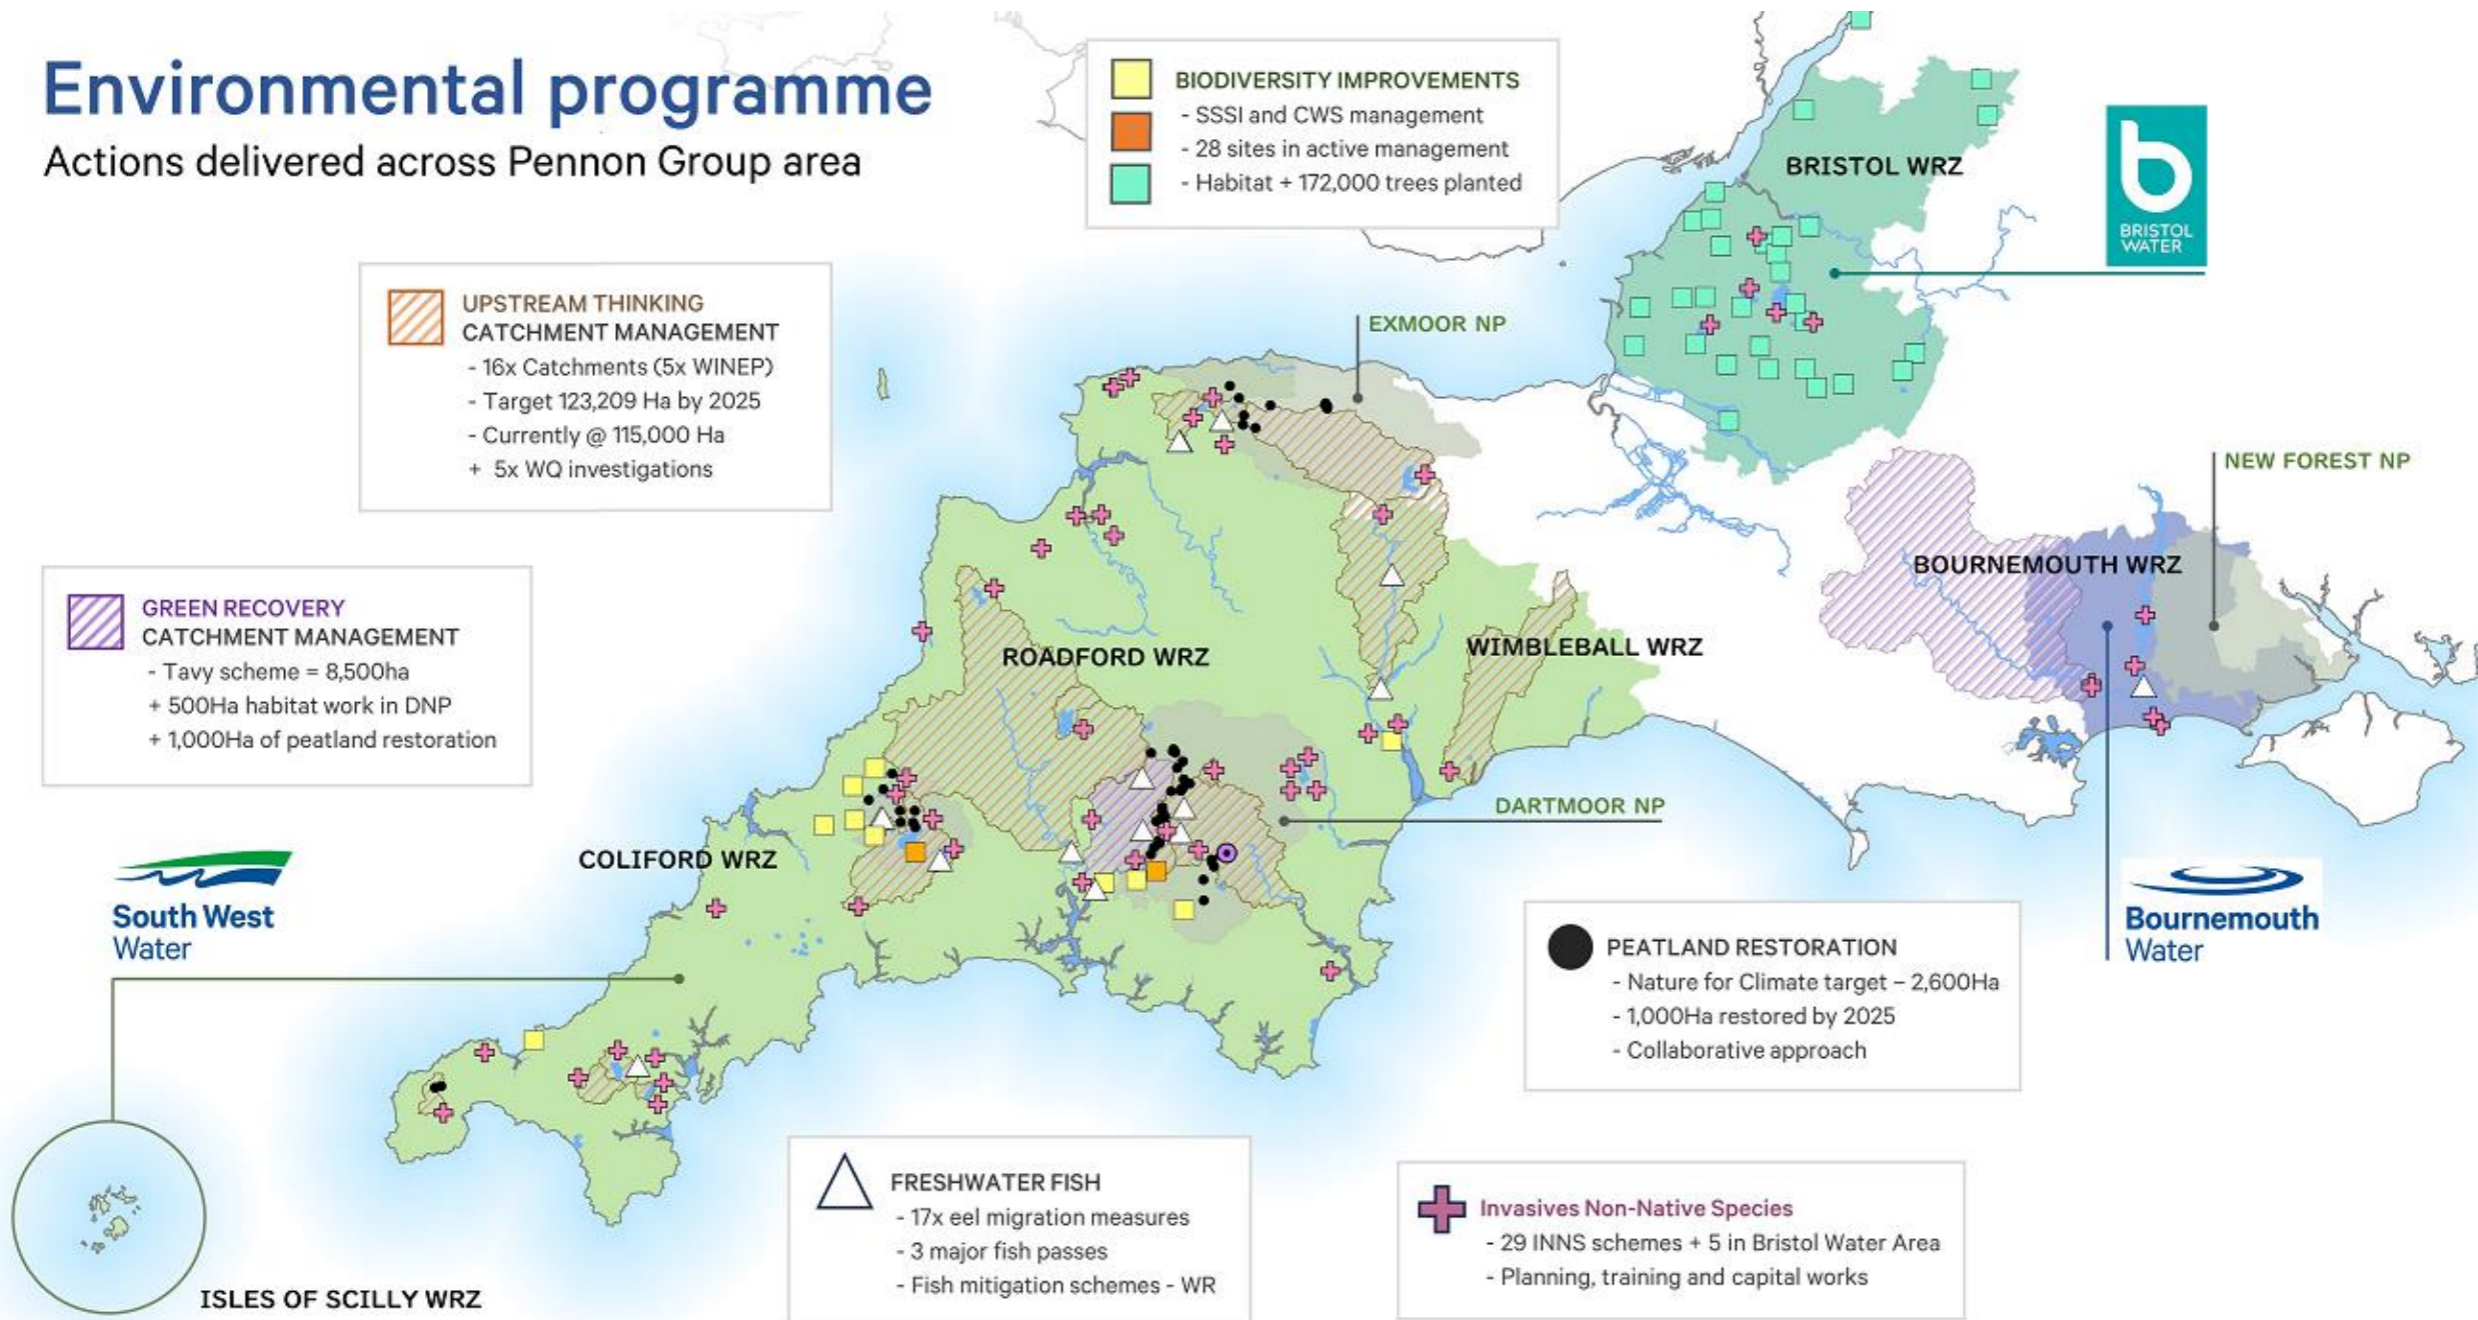 Environmental programme
Actions delivered across Pennon Group area
BIODIVERSITY IMPROVEMENTS
- SSSI and CWS management
- 28 sites in active management
- Habitat + 172,000 trees planted
BRISTOL WRZ
b
BRISTOL
WATER
UPSTREAM THINKING
CATCHMENT MANAGEMENT
- 16x Catchments (5x WINEP)
- Target 123,209 Ha by 2025
- Currently @ 115,000 Ha
+ 5x WQ investigations
EXMOOR NP
NEW FOREST NP
BOURNEMOUTH WRZ
GREEN RECOVERY
CATCHMENT MANAGEMENT
- Tavy scheme = 8,500ha
+ 500Ha habitat work in DNP
+ 1,000Ha of peatland restoration
ROADFORD WRZ
WIMBLEBALL WRZ
DARTMOOR NP
COLIFORD WRZ
South West
Water
Bournemouth
Water
PEATLAND RESTORATION
- Nature for Climate target – 2,600Ha
- 1,000Ha restored by 2025
- Collaborative approach
FRESHWATER FISH
- 17x eel migration measures
- 3 major fish passes
- Fish mitigation schemes - WR
Invasives Non-Native Species
- 29 INNS schemes + 5 in Bristol Water Area
- Planning, training and capital works
ISLES OF SCILLY WRZ